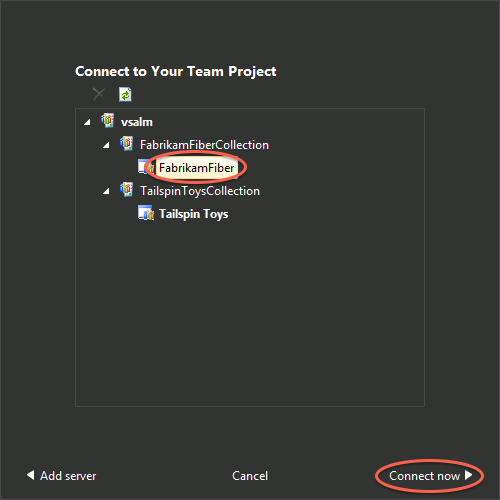 Connect to Your Team Project
vsalm
FabrikamFiberCollection
FabrikamFiber
TailspinToysCollection
Tailspin Toys
Add server Cancel Connect now